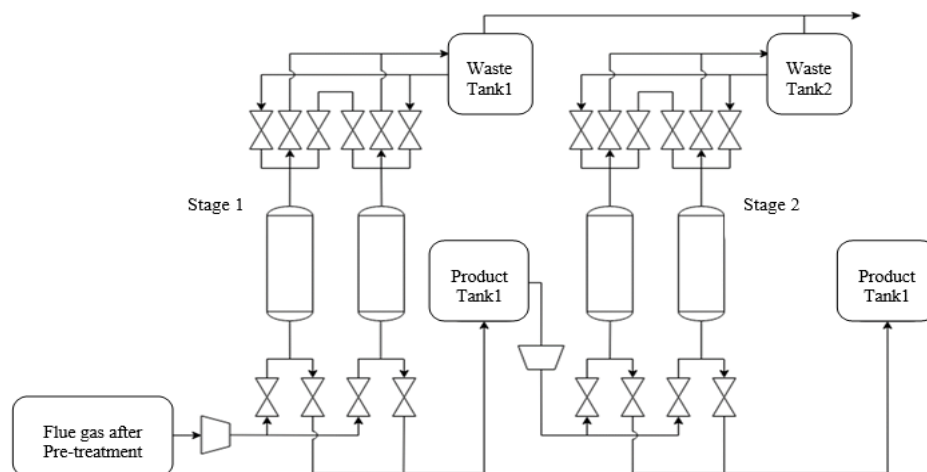 Waste
Tank1
Waste
Tank2
Stage 1
Stage 2
Product
Tank1
Product
Tank1
Flue gas after
Pre-treatment